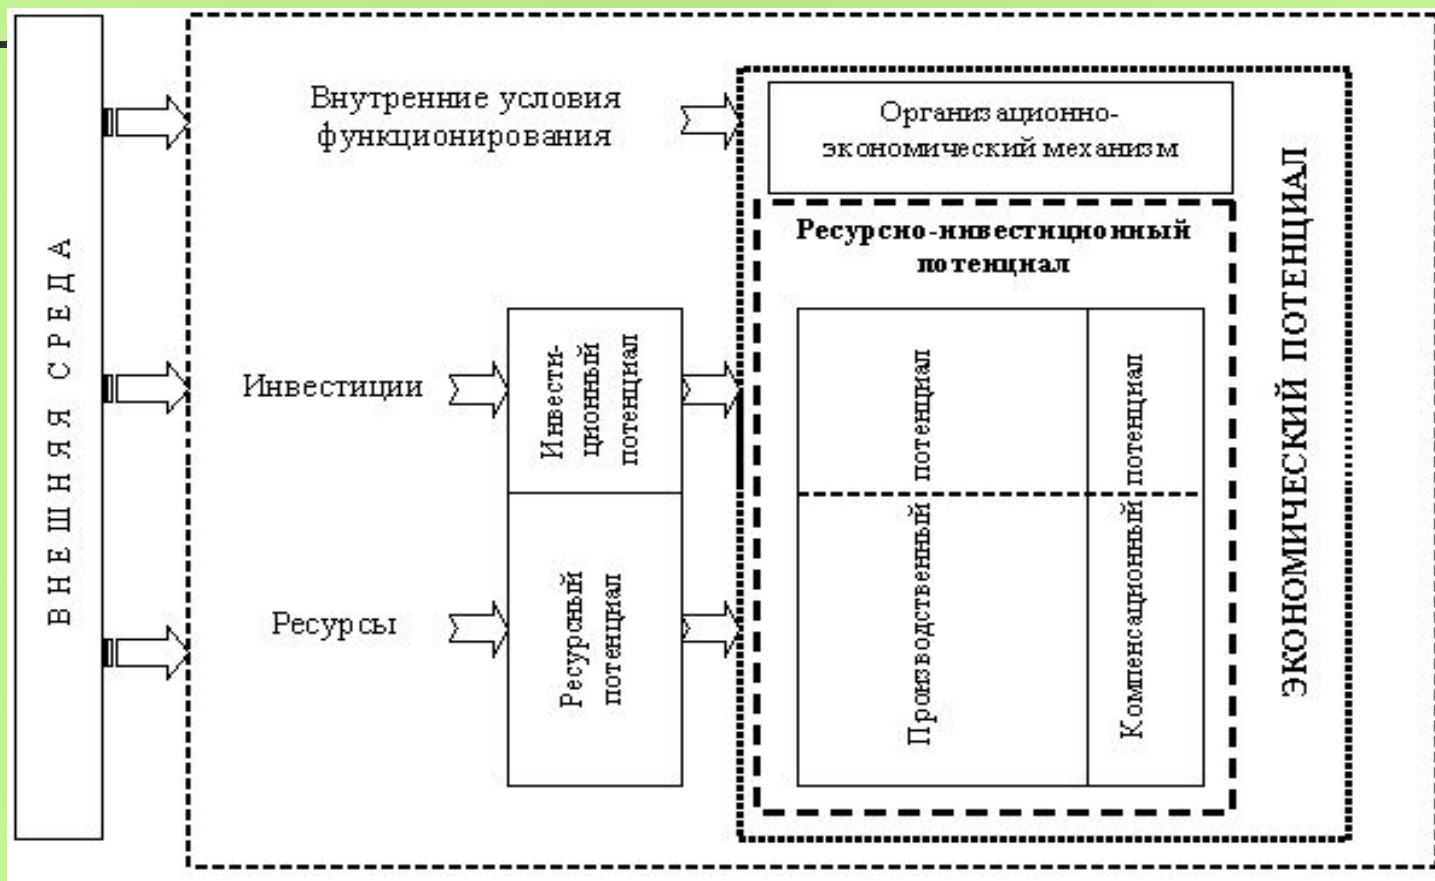 ВНЕШНЯЯ СРЕДА
Внутренние условия
функционирования
Инвестиции
Ресурсы
Инвести-
ционный
потенциал
Ресурсный
потенциал
Организационно-
экономический механизм
Ресурсно-инвестиционный
потенциал
Производственный потенциал
Компенсационный потенциал
ЭКОНОМИЧЕСКИЙ ПОТЕНЦИАЛ